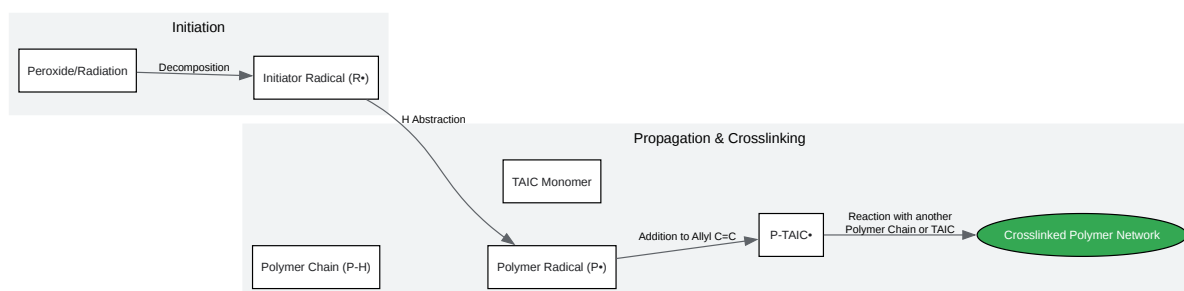 Initiation
Peroxide/Radiation
Decomposition
Initiator Radical (R•)
H Abstraction
Propagation & Crosslinking
TAIC Monomer
Polymer Chain (P-H)
Polymer Radical (P•)
Addition to Allyl C=C
P-TAIC•
Reaction with another
Polymer Chain or TAIC
Crosslinked Polymer Network